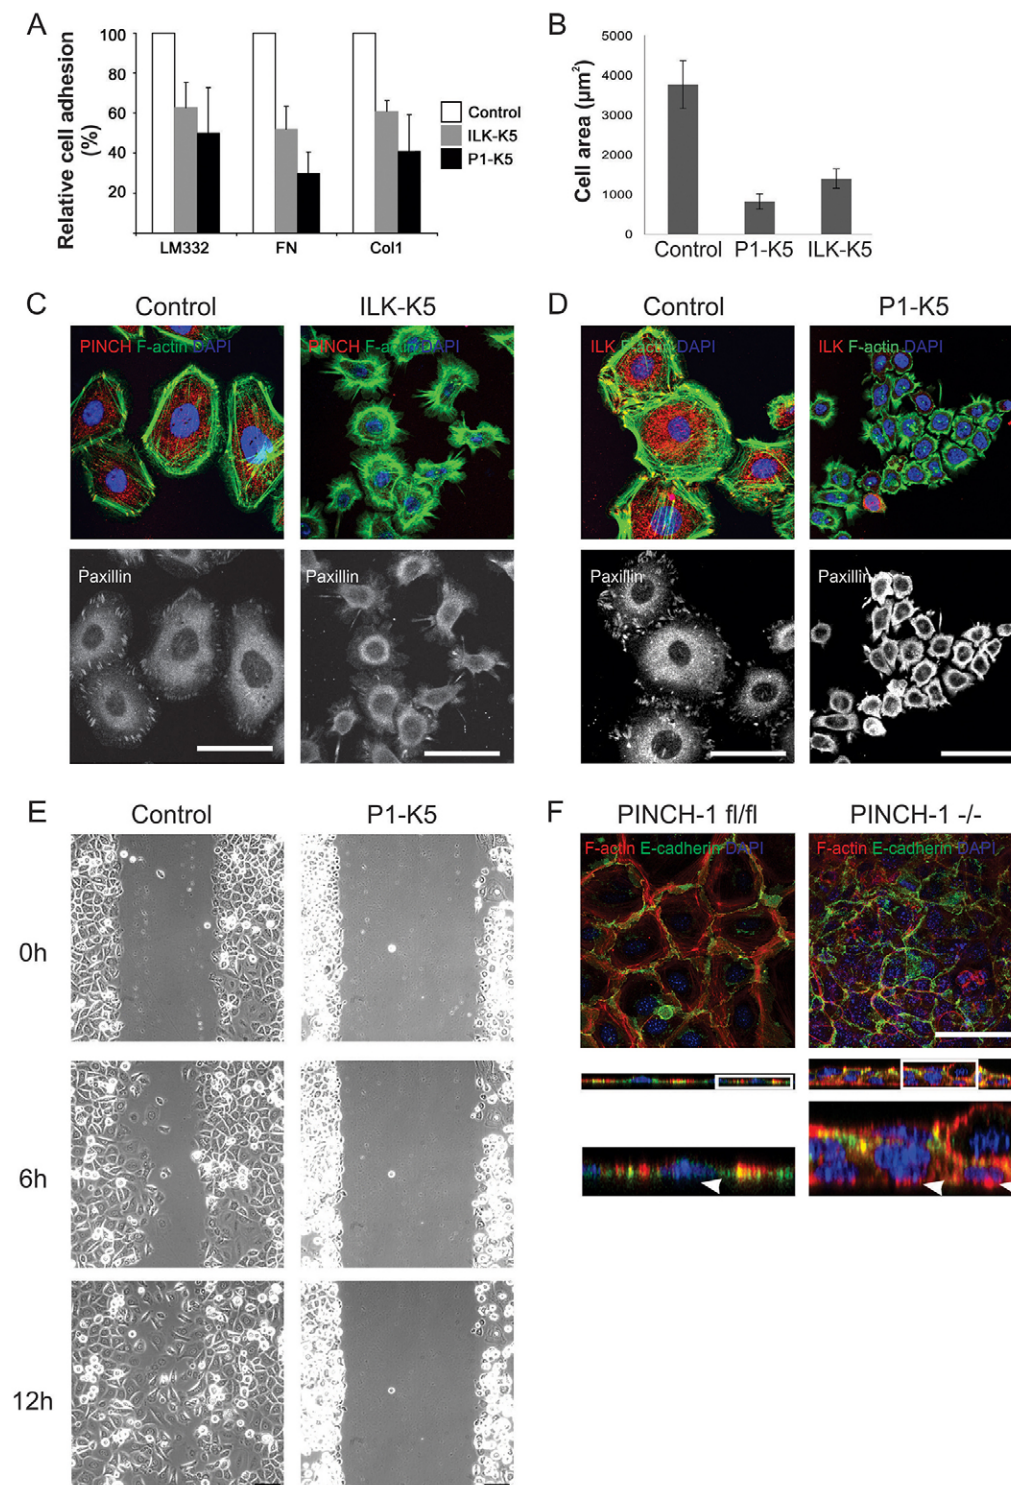 A
Relative cell adhesion
(%)
100
80
60
40
20
LM332
FN
Col1
Control
ILK-K5
P1-K5
B
Cell area (µm²)
5000
4000
3000
2000
1000
0
Control
P1-K5
ILK-K5
C
Control
ILK-K5
PINCH F-actin DAPI
PINCH F-actin DAPI
Paxillin
Paxillin
D
Control
P1-K5
ILK F-actin DAPI
ILK F-actin DAPI
Paxillin
Paxillin
E
Control
P1-K5
0h
6h
12h
F
PINCH-1 fl/fl
PINCH-1 -/-
F-actin E-cadherin DAPI
F-actin E-cadherin DAPI